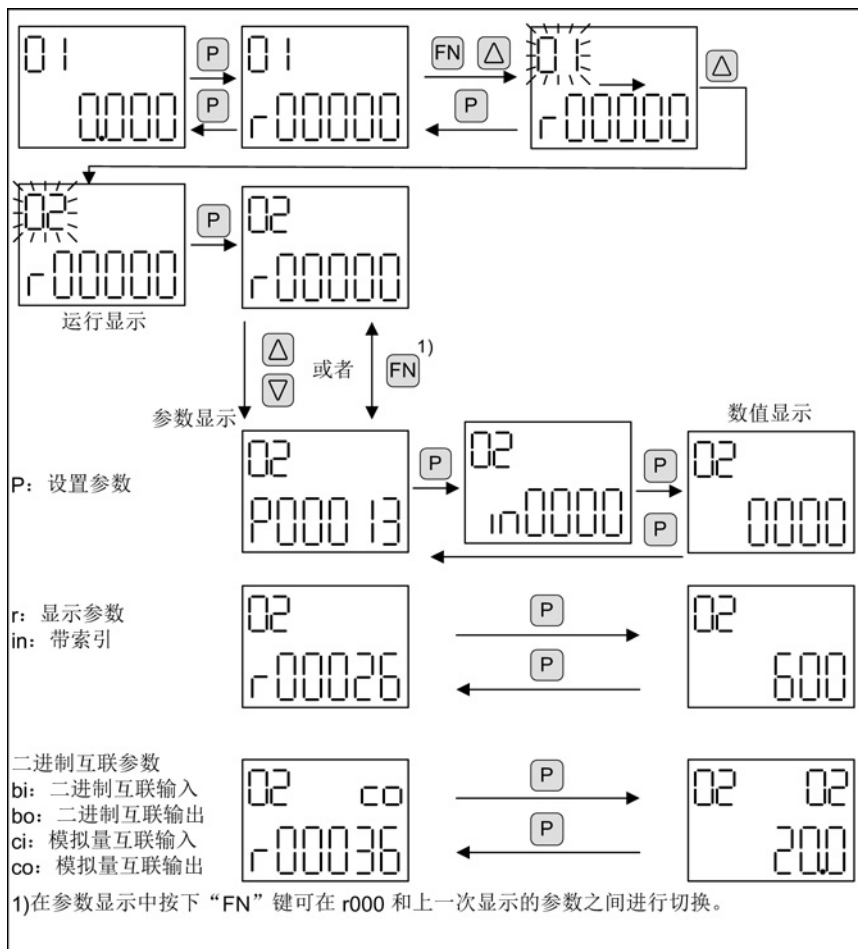 01
P
01
FN
01
0.000
P
r00000
P
r00000
02
P
02
r00000
r00000
运行显示
1)
或者
FN
参数显示
数值显示
02
P
02
P
02
P：设置参数
P00013
in0000
P
0000
r：显示参数
in：带索引
02
P
02
r00026
P
600
二进制互联参数
bi：二进制互联输入
bo：二进制互联输出
ci：模拟量互联输入
co：模拟量互联输出
02 co
P
02 02
r00036
P
20.0
1)在参数显示中按下“FN”键可在 r000 和上一次显示的参数之间进行切换。